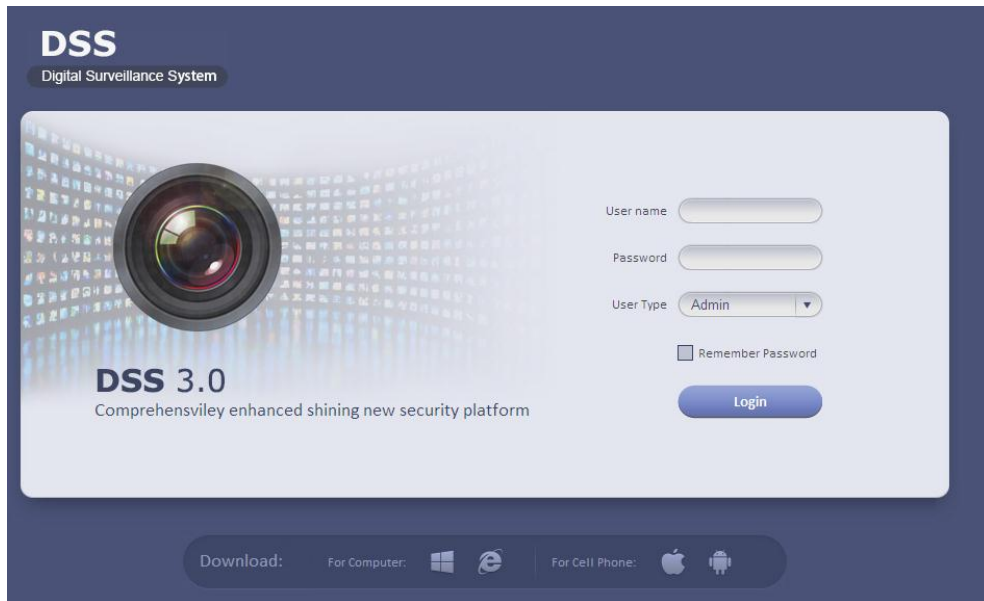 DSS
Digital Surveillance System
User name
Password
User Type Admin
Remember Password
DSS 3.0
Login
Comprehensviley enhanced shining new security platform
Download: For Computer: For Cell Phone: